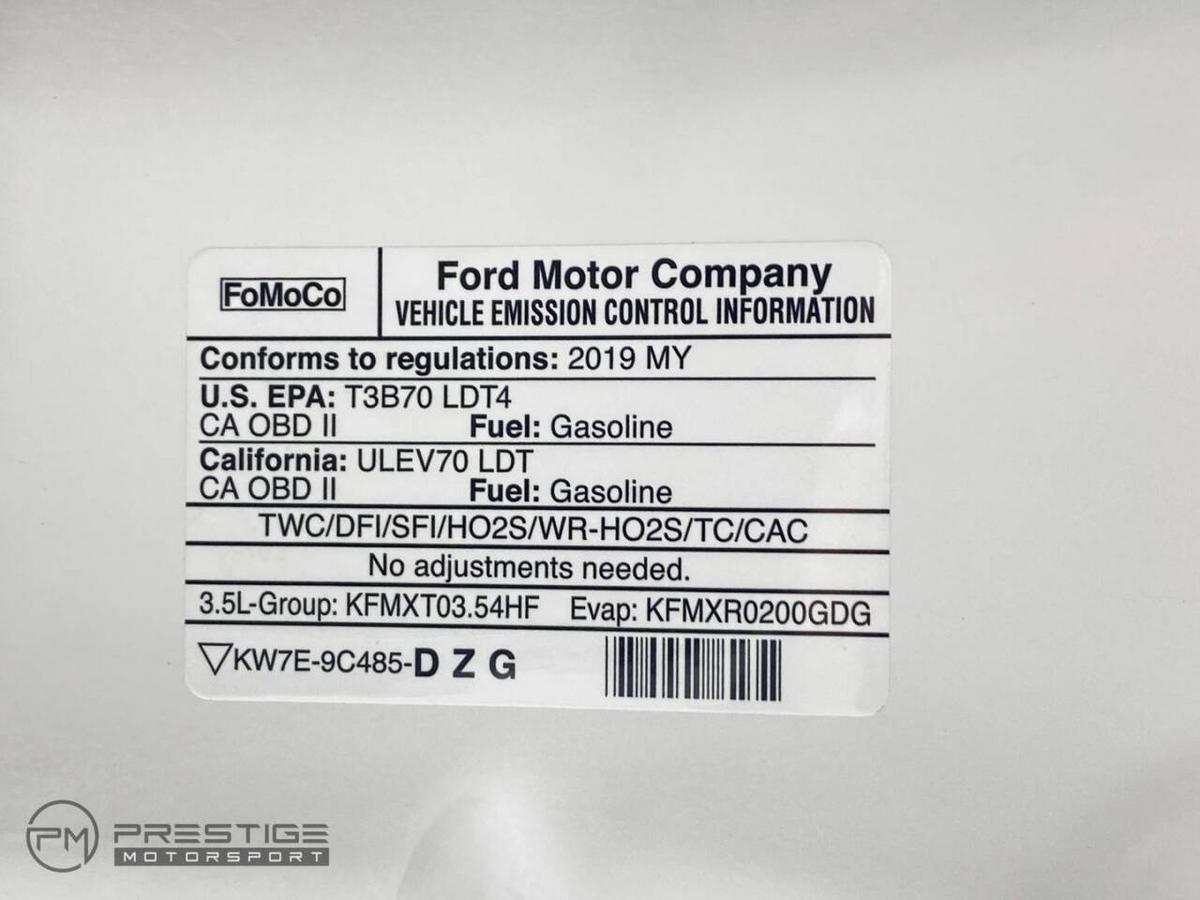 FoMoCo
Ford Motor Company
VEHICLE EMISSION CONTROL INFORMATION
Conforms to regulations: 2019 MY
U.S. EPA: T3B70 LDT4
CA OBD II Fuel: Gasoline
California: ULEV70 LDT
CA OBD II Fuel: Gasoline
TWC/DFI/SFI/HO2S/WR-HO2S/TC/CAC
No adjustments needed.
3.5L-Group: KFMXT03.54HF Evap: KFMXR0200GDG
KW7E-9C485-D Z G
PM PRESTIGE
MOTORSPORT